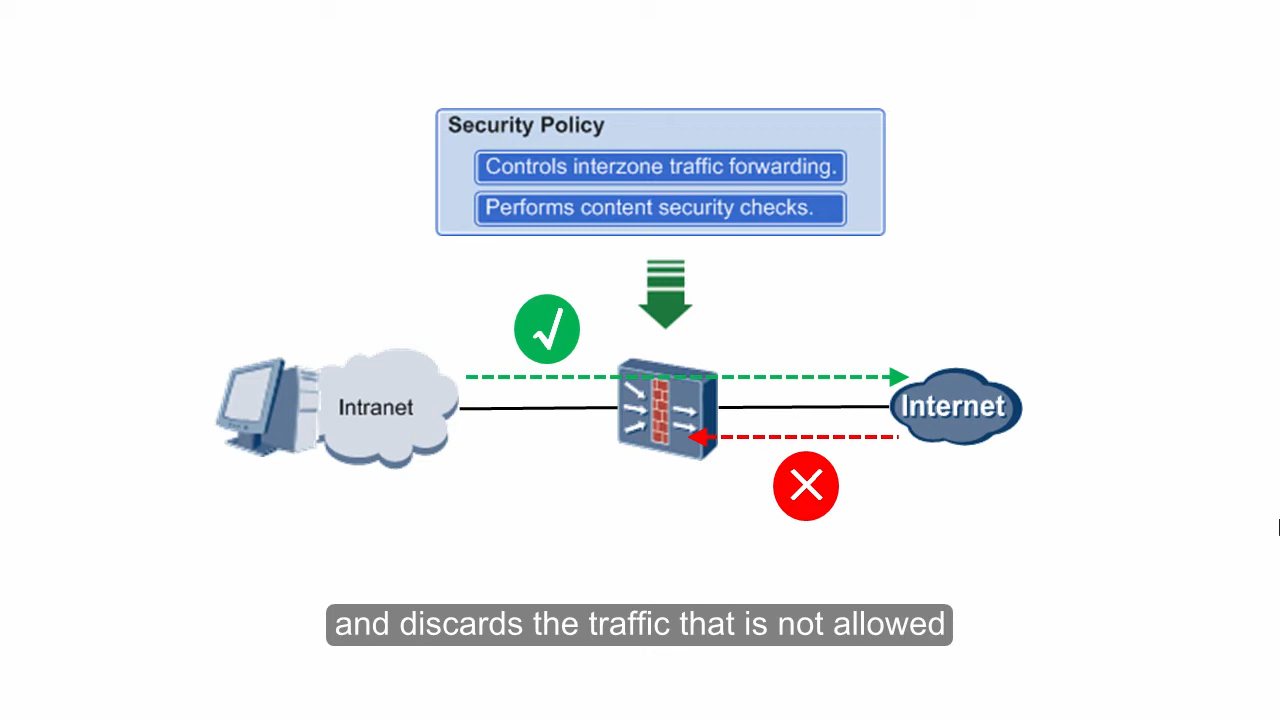 Security Policy
Controls interzone traffic forwarding.
Performs content security checks.
Intranet
Internet
and discards the traffic that is not allowed